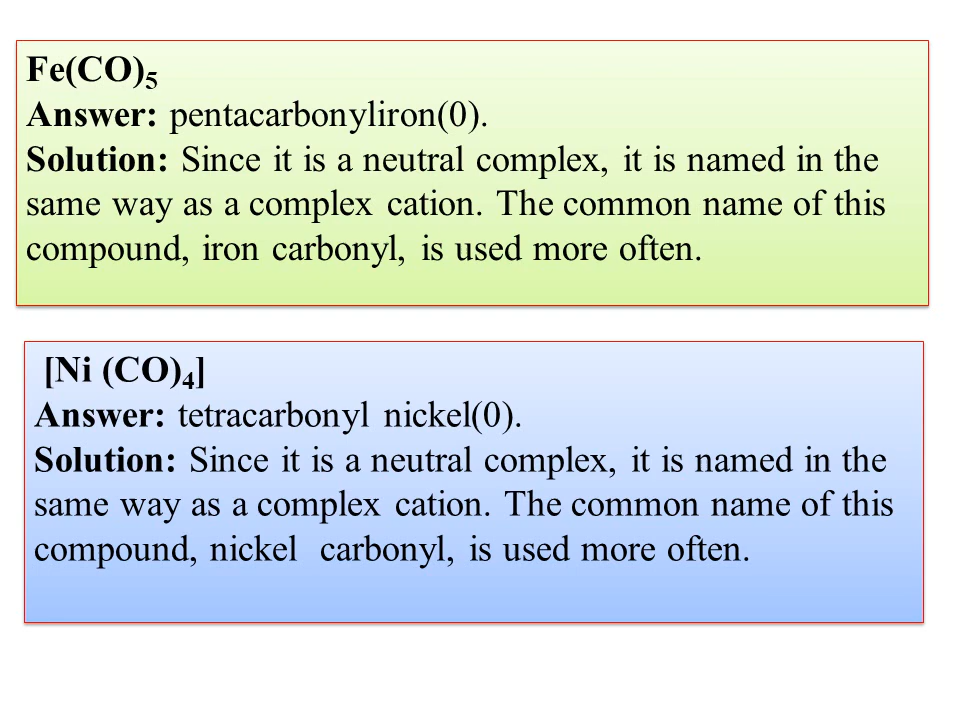 Fe(CO)₅
Answer: pentacarbonyliron(0).
Solution: Since it is a neutral complex, it is named in the
same way as a complex cation. The common name of this
compound, iron carbonyl, is used more often.
[Ni (CO)₄]
Answer: tetracarbonyl nickel(0).
Solution: Since it is a neutral complex, it is named in the
same way as a complex cation. The common name of this
compound, nickel  carbonyl, is used more often.